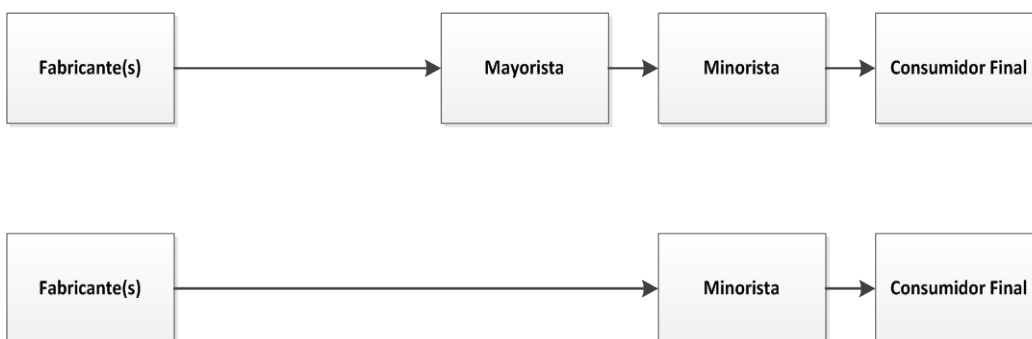 Fabricante(s)
Mayorista
Minorista
Consumidor Final
Fabricante(s)
Minorista
Consumidor Final